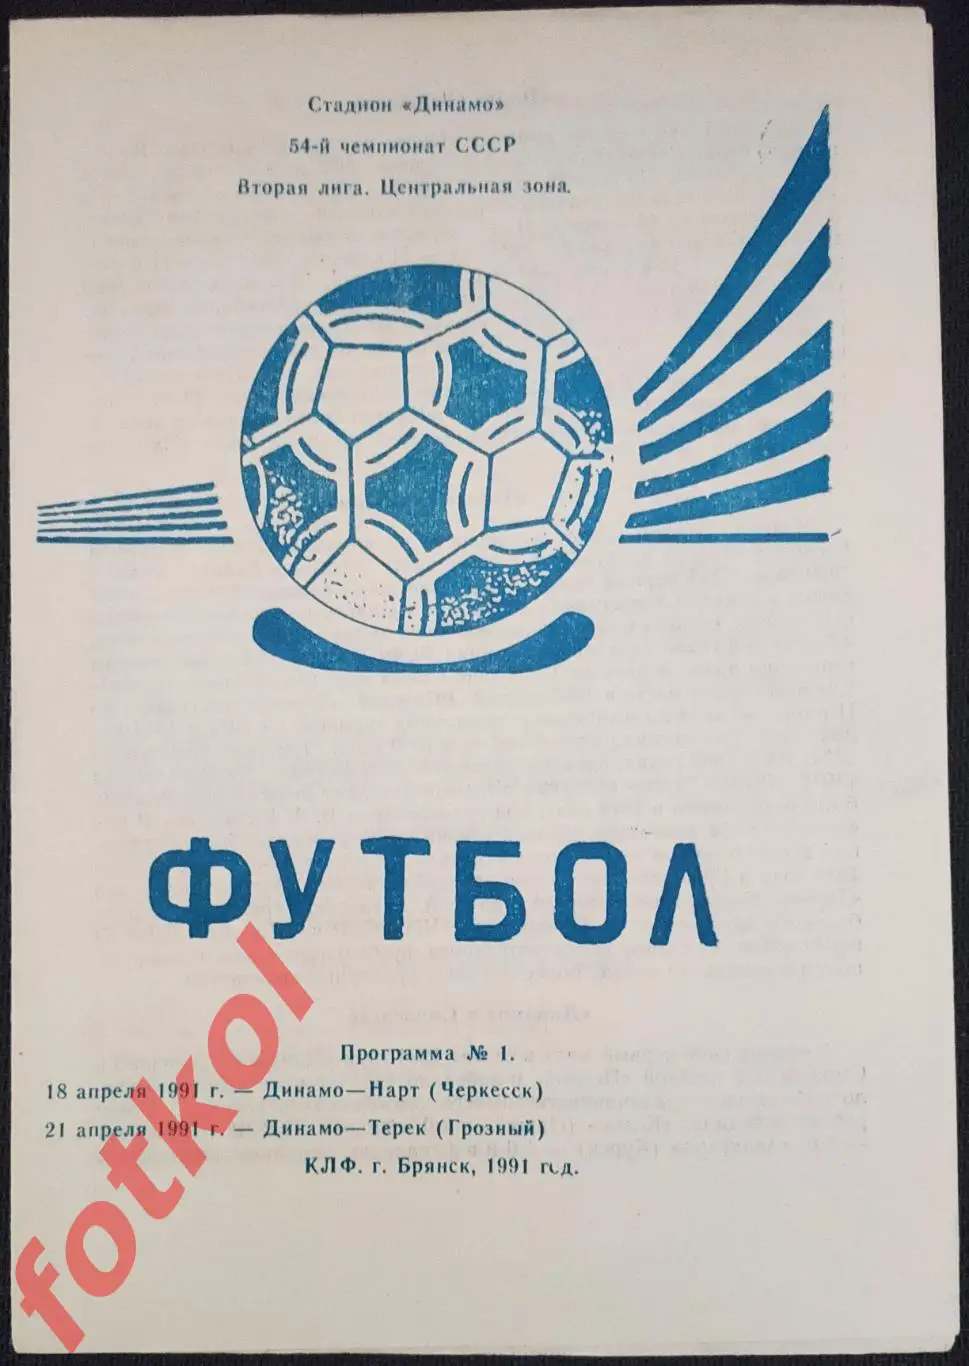 Стадион «Динамо»
54-й чемпионат СССР
Вторая лига. Центральная зона.
ФУТБОЛ
Программа № 1.
18 апреля 1991 г. — Динамо—Нарт (Черкесск)
21 апреля 1991 г. — Динамо—Терек (Грозный)
КЛФ. г. Брянск, 1991 год.
fotkol